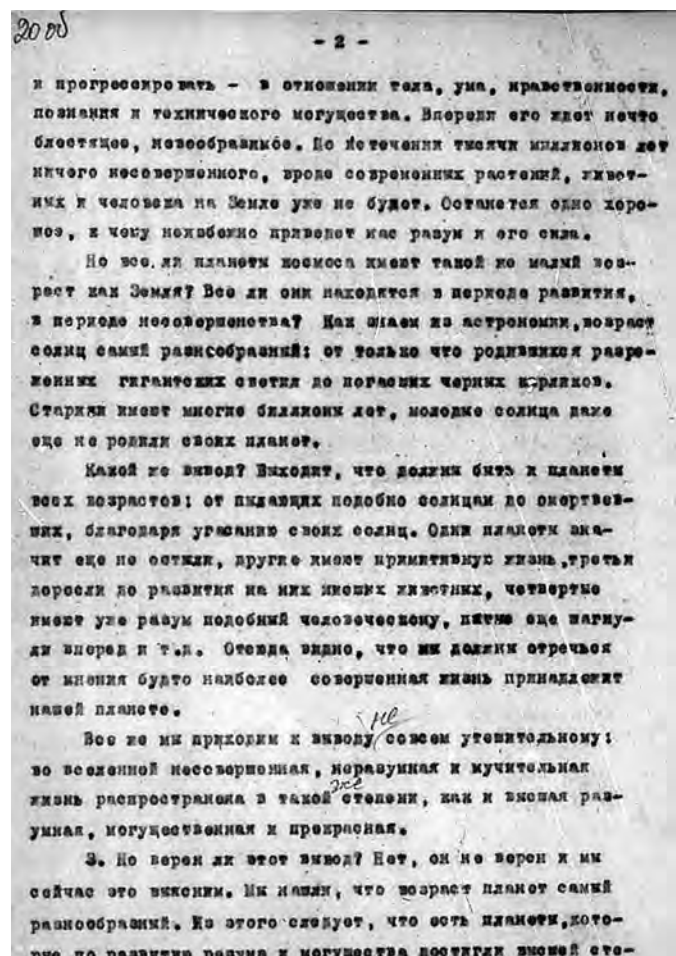 20 об
- 2 -
и прогрессировать - в отношении тела, ума, нравственности,
познания и технического могущества. Впереди его ждет нечто
блестящее, невообразимое. По истечении тысячи миллионов лет
ничего несовершенного, вроде современных растений, живот-
ных и человека на Земле уже не будет. Останется одно хоро-
шее, к чему неизбежно приведет нас разум и его сила.
Но все ли планеты космоса имеют такой же малый воз-
раст как Земля? Все ли они находятся в периоде развития,
в периоде несовершенства? Как знаем из астрономии, возраст
солнц самый разнообразный: от только что родившихся разре-
женных гигантских светил до погасших черных карликов.
Старики имеют многие биллионы лет, молодые солнца даже
еще не родили своих планет.
Какой же вывод? Выходит, что должны быть и планеты
всех возрастов: от пылающих подобно солнцам до омертвев-
ших, благодаря угасанию своих солнц. Одни планеты зна-
чит еще не остыли, другие имеют примитивную жизнь, третьи
доросли до развития на них низших животных, четвертые
имеют уже разум подобный человеческому, пятые еще шагну-
ли вперед и т.д. Отсюда видно, что мы должны отречься
от мнения будто наиболее совершенная жизнь принадлежит
нашей планете.
Все же мы приходим к выводу не совсем утешительному:
во вселенной несовершенная, неразумная и мучительная
жизнь распространена в такой же степени, как и высшая раз-
умная, могущественная и прекрасная.
3. Но верен ли этот вывод? Нет, он не верен и мы
сейчас это выясним. Мы нашли, что возраст планет самый
разнообразный. Из этого следует, что есть планеты, кото-
рые по развитию разума и могущества достигли высшей сте-